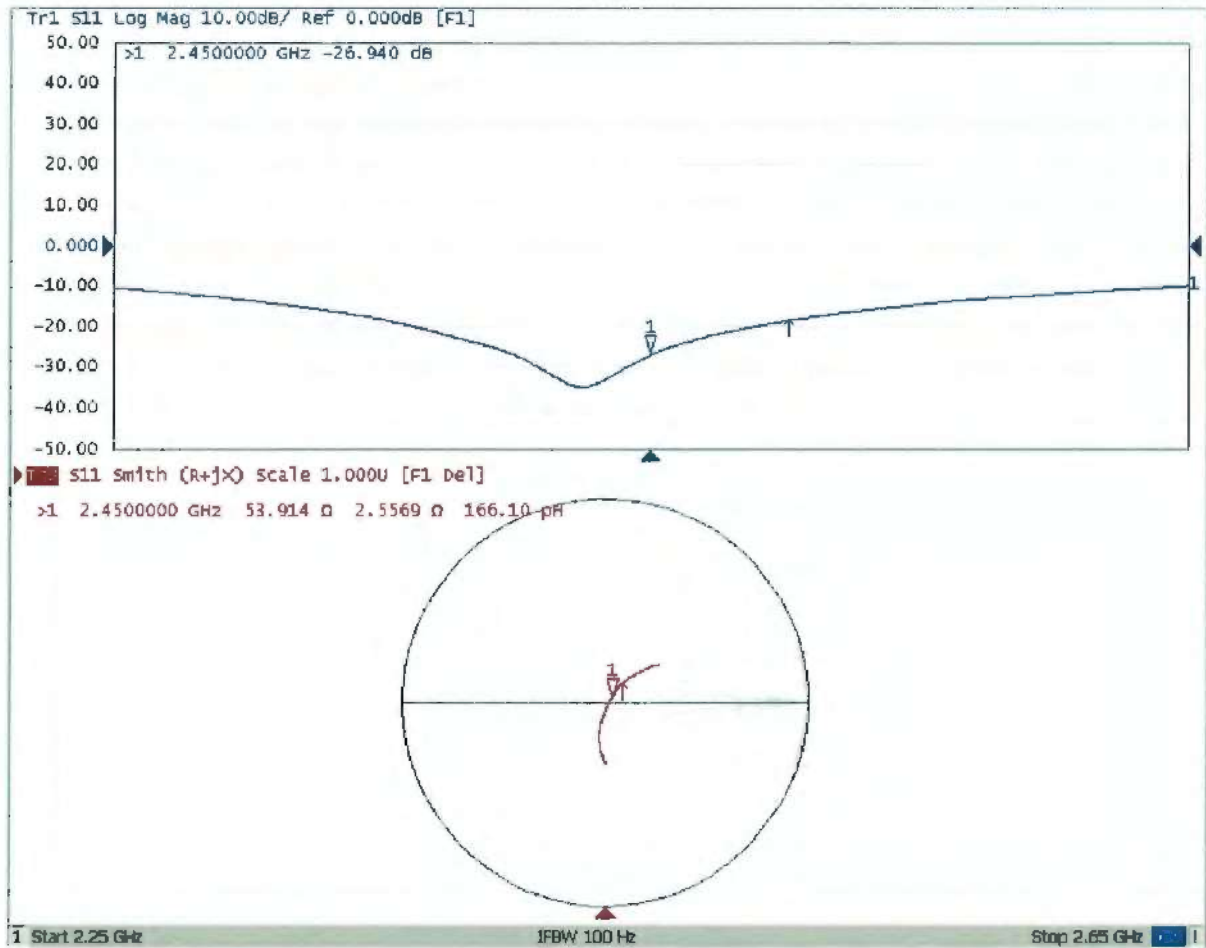 Tr1 S11 Log Mag 10.00dB/ Ref 0.000dB [F1]
50.00
>1 2.4500000 GHz -26.940 dB
40.00
30.00
20.00
10.00
0.000
-10.00
1
-20.00
1
-30.00
-40.00
-50.00
S11 Smith (R+jX) Scale 1.000U [F1 Del]
>1 2.4500000 GHz 53.914 Ω 2.5569 Ω 166.10 pH
1
1 Start 2.25 GHz IFBW 100 Hz Stop 2.65 GHz